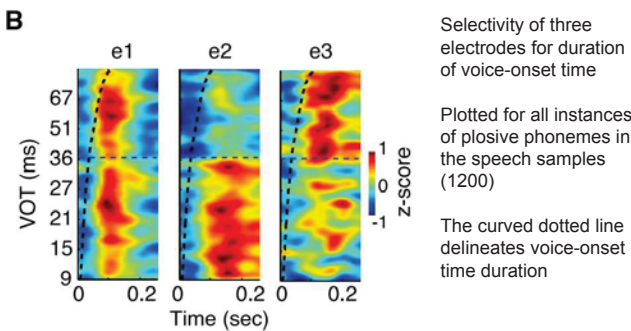 B
e1 e2 e3
VOT (ms)
67
51
36
27
21
15
9
0 0.2 0 0.2 0 0.2
Time (sec)
1
0
-1
z-score
Selectivity of three
electrodes for duration
of voice-onset time
Plotted for all instances
of plosive phonemes in
the speech samples
(1200)
The curved dotted line
delineates voice-onset
time duration